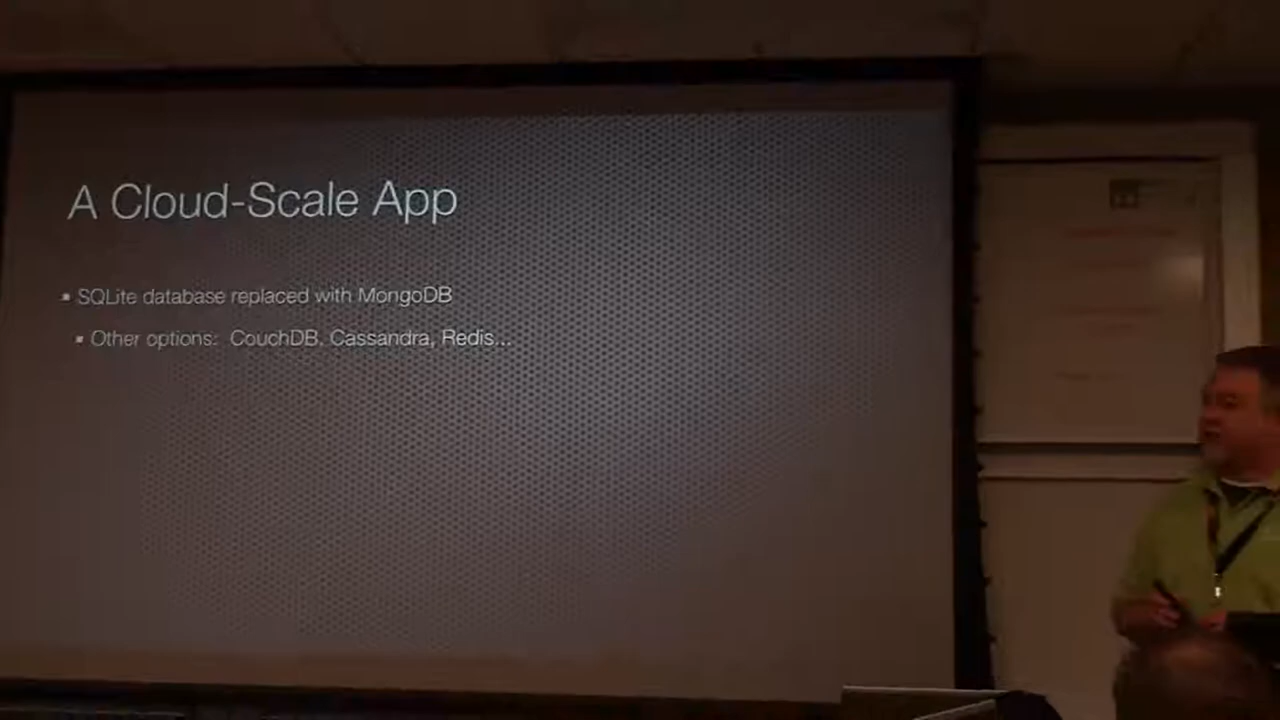 A Cloud-Scale App
SQLite database replaced with MongoDB
Other options: CouchDB, Cassandra, Redis...